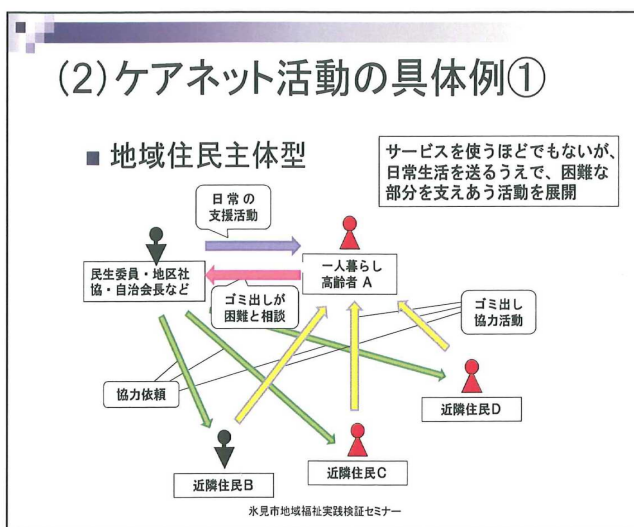 (2)ケアネット活動の具体例①
■ 地域住民主体型
サービスを使うほどでもないが、
日常生活を送るうえで、困難な
部分を支えあう活動を展開
日常の
支援活動
民生委員・地区社
協・自治会長など
一人暮らし
高齢者 A
ゴミ出しが
困難と相談
ゴミ出し
協力活動
協力依頼
近隣住民D
近隣住民B
近隣住民C
氷見市地域福祉実践検証セミナー